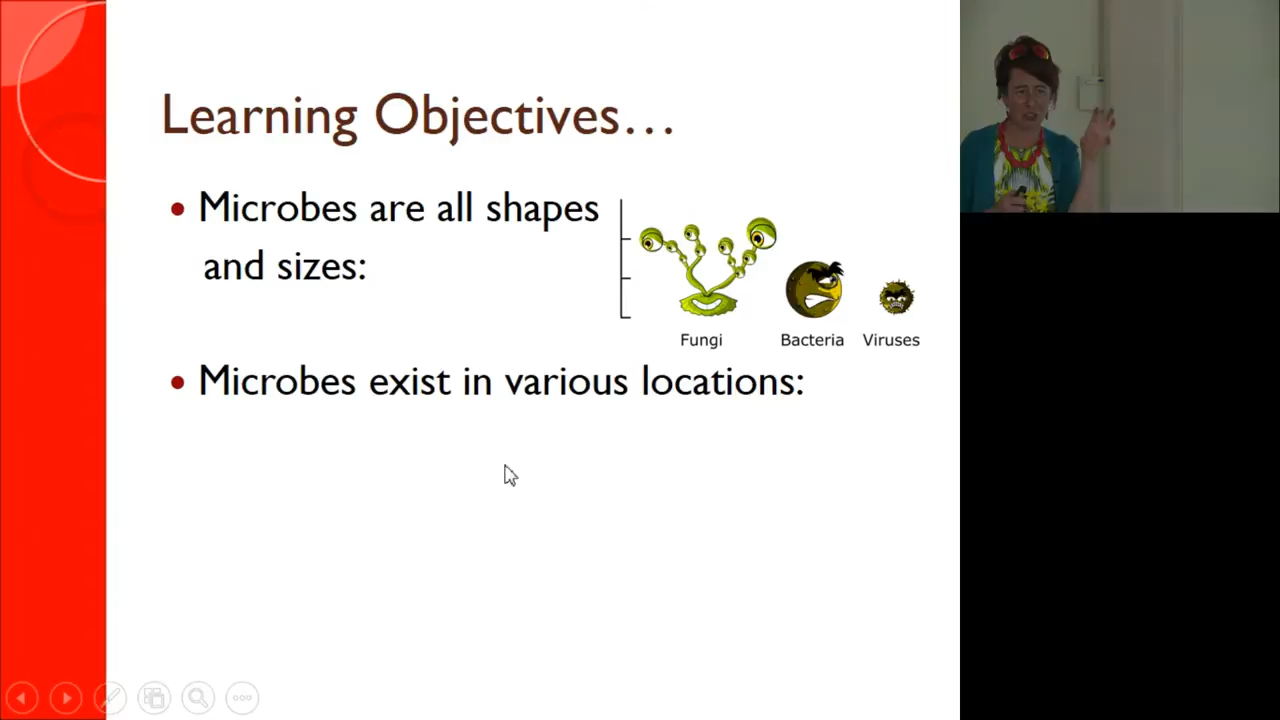 Learning Objectives…
• Microbes are all shapes
and sizes:
Fungi Bacteria Viruses
• Microbes exist in various locations: